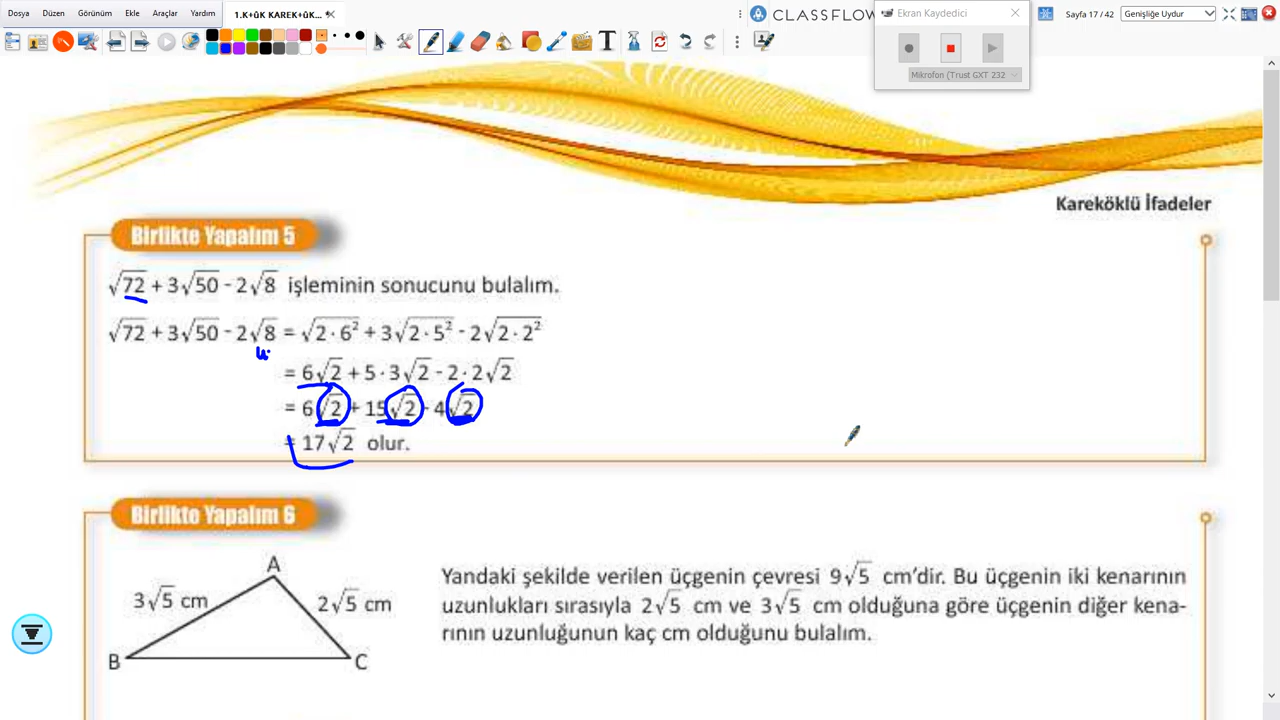 Dosya Düzen Görünüm Ekle Araçlar Yardım
1.K+ûK KAREK+ûK...
CLASSFLOW
Ekran Kaydedici
Sayfa 17 / 42
Genişliğe Uydur
Mikrofon (Trust GXT 232
Kareköklü İfadeler
Birlikte Yapalım 5
√72 + 3√50 - 2√8 işleminin sonucunu bulalım.
√72 + 3√50 - 2√8 = √2 · 6² + 3√2 · 5² - 2√2 · 2²
= 6√2 + 5 · 3√2 - 2 · 2√2
= 6√2 + 15√2 - 4√2
= 17√2 olur.
Birlikte Yapalım 6
A
3√5 cm
2√5 cm
B
C
Yandaki şekilde verilen üçgenin çevresi 9√5 cm’dir. Bu üçgenin iki kenarının
uzunlukları sırasıyla 2√5 cm ve 3√5 cm olduğuna göre üçgenin diğer kena-
rının uzunluğunun kaç cm olduğunu bulalım.